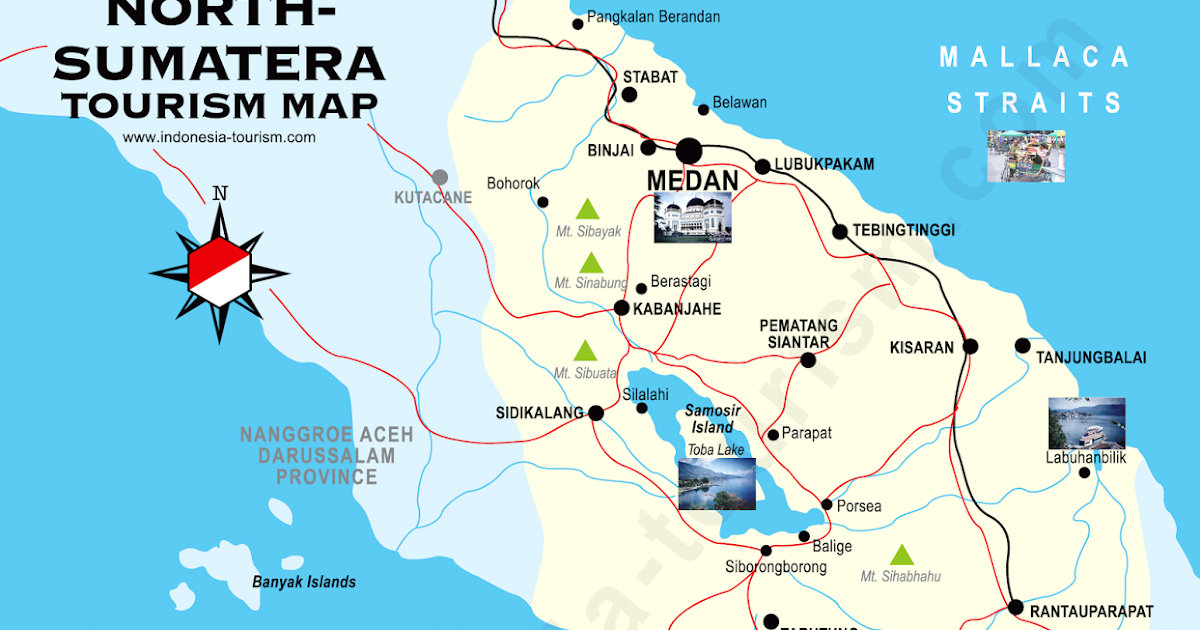 NORTH-
SUMATERA
TOURISM MAP
www.indonesia-tourism.com
N
MALLACA
STRAITS
Pangkalan Berandan
STABAT
Belawan
BINJAI
MEDAN
LUBUKPAKAM
KUTACANE
Bohorok
Mt. Sibayak
TEBINGTINGGI
Mt. Sinabung
Berastagi
KABANJAHE
PEMATANG
SIANTAR
KISARAN
TANJUNGBALAI
Mt. Sibuata
Silalahi
SIDIKALANG
Samosir
Island
Toba Lake
Parapat
NANGGROE ACEH
DARUSSALAM
PROVINCE
Labuhanbilik
Porsea
Balige
Siborongborong
Mt. Sihabhahu
Banyak Islands
RANTAUPARAPAT